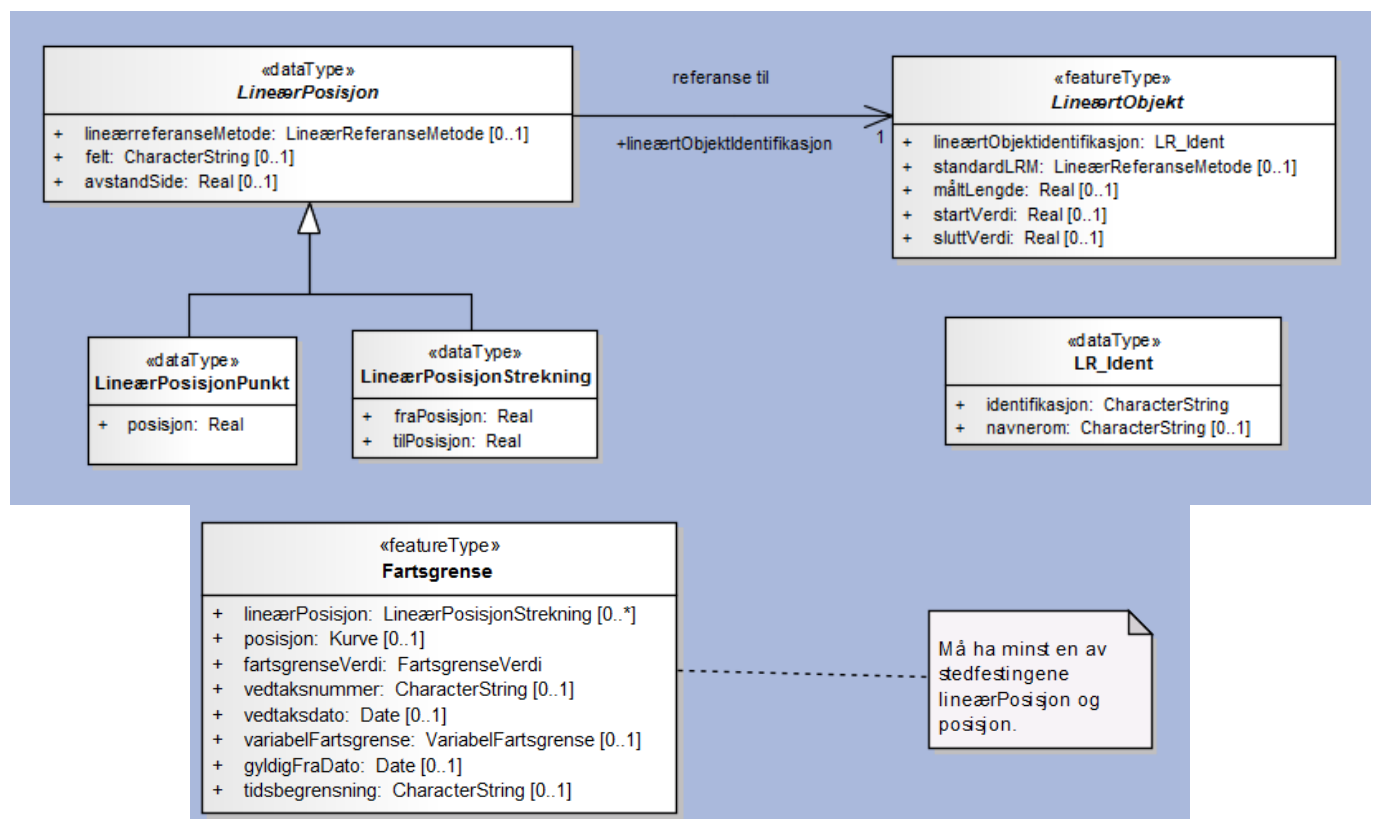 «dataType»
LineærPosisjon
+ lineærreferanseMetode: LineærReferanseMetode [0..1]
+ felt: CharacterString [0..1]
+ avstandSide: Real [0..1]
referanse til
+lineærtObjektIdentifikasjon
1
«featureType»
LineærtObjekt
+ lineærtObjektidentifikasjon: LR_Ident
+ standardLRM: LineærReferanseMetode [0..1]
+ måltLengde: Real [0..1]
+ startVerdi: Real [0..1]
+ sluttVerdi: Real [0..1]
«dataType»
LineærPosisjonPunkt
+ posisjon: Real
«dataType»
LineærPosisjonStrekning
+ fraPosisjon: Real
+ tilPosisjon: Real
«dataType»
LR_Ident
+ identifikasjon: CharacterString
+ navnerom: CharacterString [0..1]
«featureType»
Fartsgrense
+ lineærPosisjon: LineærPosisjonStrekning [0..*]
+ posisjon: Kurve [0..1]
+ fartsgrenseVerdi: FartsgrenseVerdi
+ vedtaksnummer: CharacterString [0..1]
+ vedtaksdato: Date [0..1]
+ variabelFartsgrense: VariabelFartsgrense [0..1]
+ gyldigFraDato: Date [0..1]
+ tidsbegrensning: CharacterString [0..1]
Må ha minst en av
stedfestingene
lineærPosisjon og
posisjon.